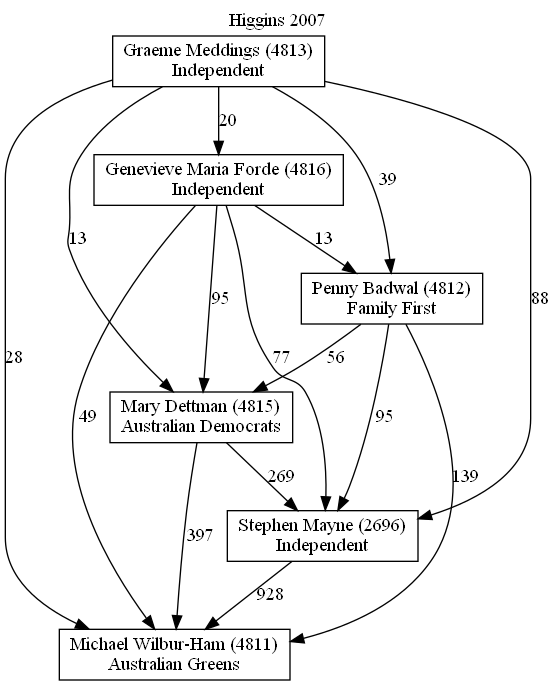 Higgins 2007
Graeme Meddings (4813)
Independent
20
Genevieve Maria Forde (4816)
Independent
39
13
13
Penny Badwal (4812)
Family First
95
88
28
77
56
Mary Dettman (4815)
Australian Democrats
49
95
269
139
Stephen Mayne (2696)
Independent
397
928
Michael Wilbur-Ham (4811)
Australian Greens